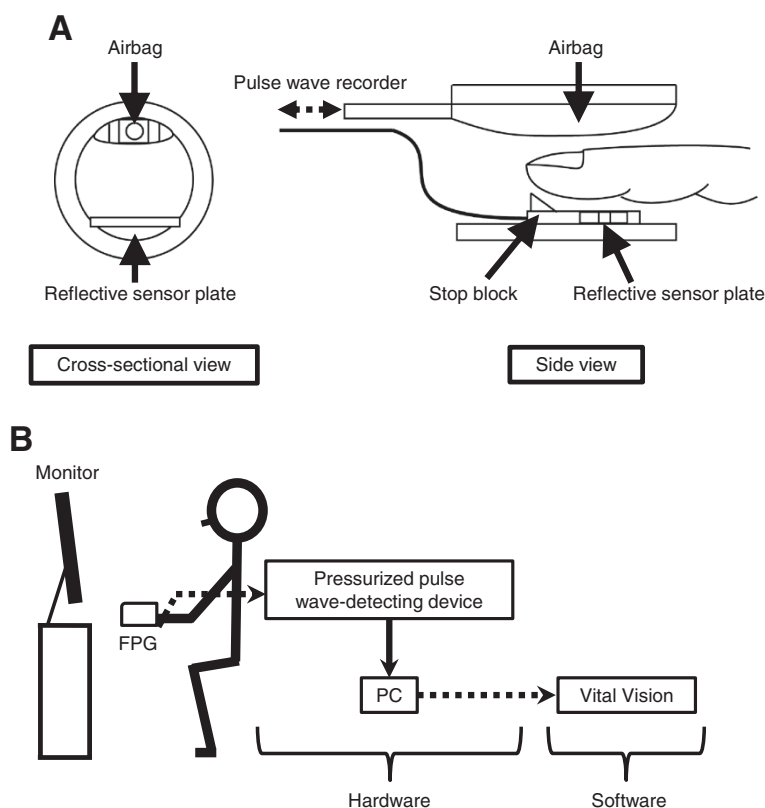 A
Airbag
Airbag
Pulse wave recorder
Reflective sensor plate
Stop block
Reflective sensor plate
Cross-sectional view
Side view
B
Monitor
Pressurized pulse
wave-detecting device
FPG
PC
Vital Vision
Hardware
Software